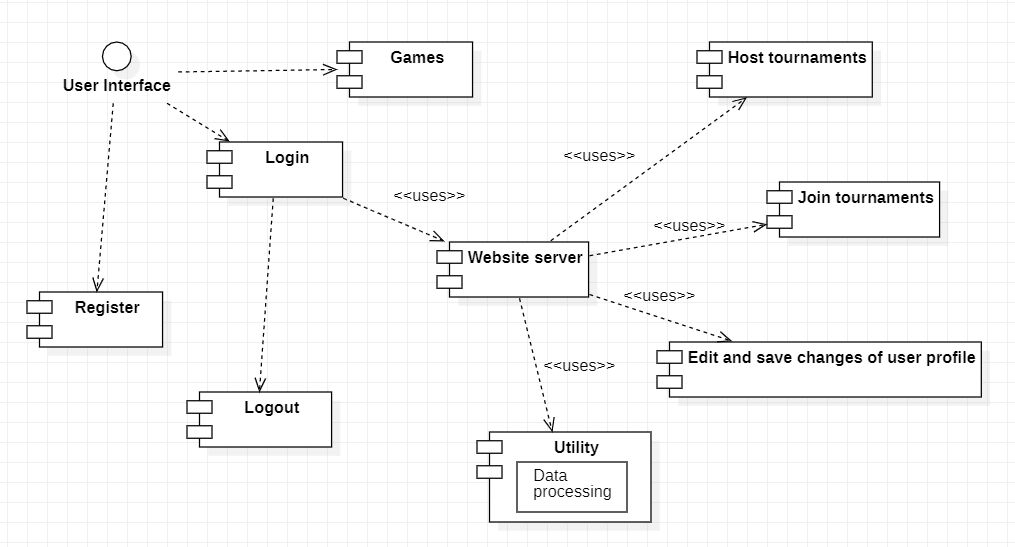 Games
Host tournaments
User Interface
Login
<<uses>>
<<uses>>
Join tournaments
<<uses>>
Website server
<<uses>>
Register
Edit and save changes of user profile
<<uses>>
Logout
Utility
Data
processing